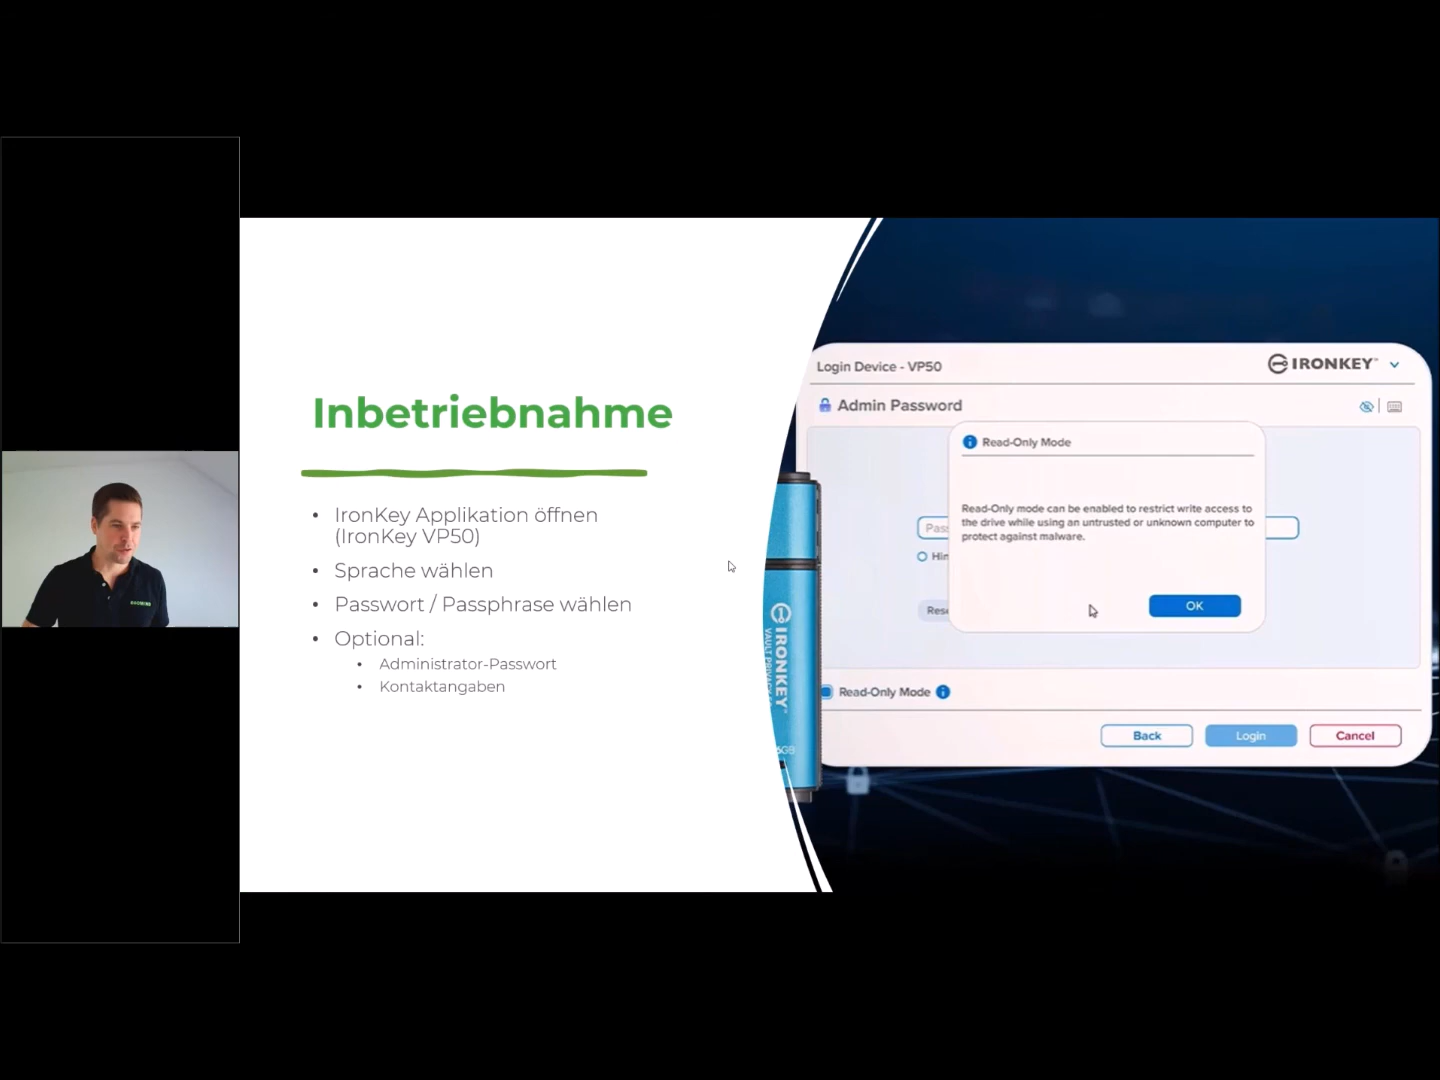 Inbetriebnahme
• IronKey Applikation öffnen
(IronKey VP50)
• Sprache wählen
• Passwort / Passphrase wählen
• Optional:
• Administrator-Passwort
• Kontaktangaben
Login Device - VP50
IRONKEY™
Admin Password
Read-Only Mode
Read-Only mode can be enabled to restrict write access to
the drive while using an untrusted or unknown computer to
protect against malware.
OK
Read-Only Mode
Back
Login
Cancel
IRONKEY